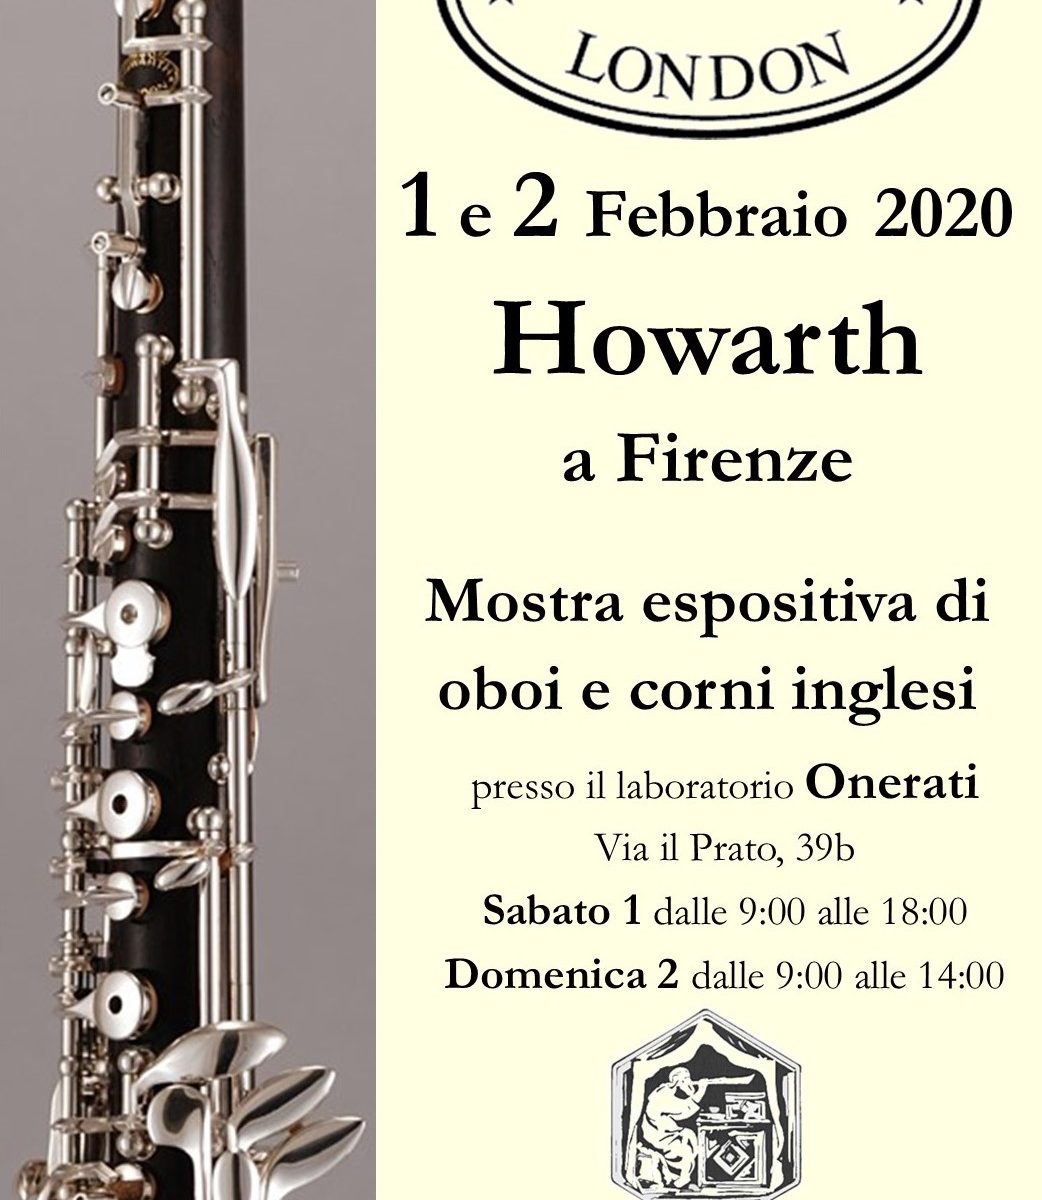 LONDON
1 e 2 Febbraio 2020
Howarth
a Firenze
Mostra espositiva di
oboi e corni inglesi
presso il laboratorio Onerati
Via il Prato, 39b
Sabato 1 dalle 9:00 alle 18:00
Domenica 2 dalle 9:00 alle 14:00